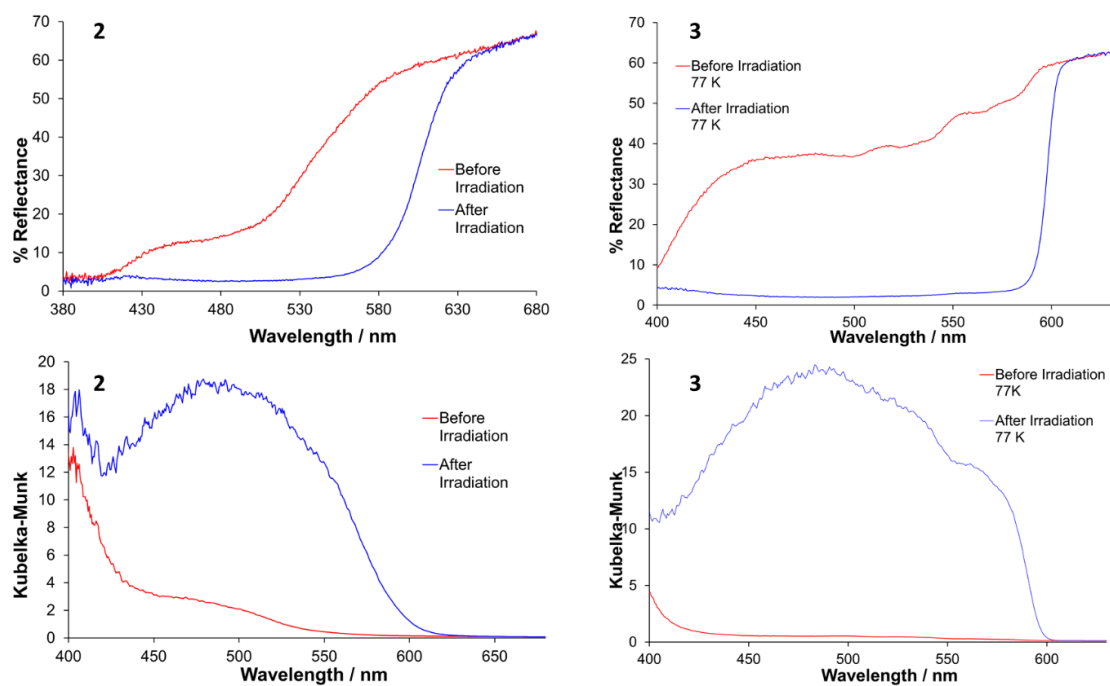 2
70
60
50
40
30
20
10
0
% Reflectance
380 430 480 530 580 630 680
Wavelength / nm
Before
Irradiation
After
Irradiation
3
70
60
50
40
30
20
10
0
% Reflectance
400 450 500 550 600
Wavelength / nm
Before Irradiation
77 K
After Irradiation
77 K
2
20
18
16
14
12
10
8
6
4
2
0
Kubelka-Munk
400 450 500 550 600 650
Wavelength / nm
Before
Irradiation
After
Irradiation
3
25
20
15
10
5
0
Kubelka-Munk
400 450 500 550 600
Wavelength / nm
Before Irradiation
77K
After Irradiation
77 K